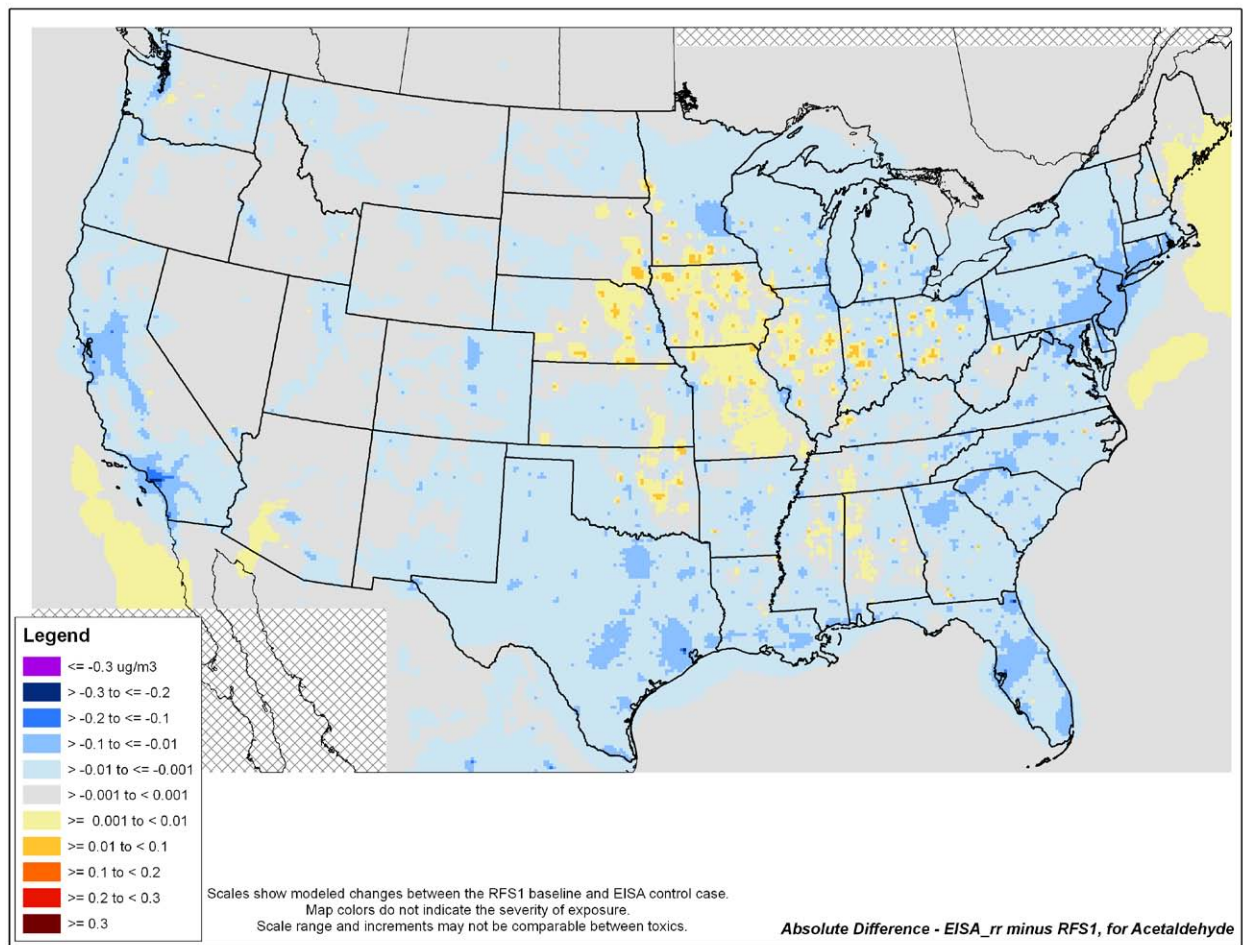 Legend
<= -0.3 ug/m3
> -0.3 to <= -0.2
> -0.2 to <= -0.1
> -0.1 to <= -0.01
> -0.01 to <= -0.001
> -0.001 to < 0.001
>= 0.001 to < 0.01
>= 0.01 to < 0.1
>= 0.1 to < 0.2
>= 0.2 to < 0.3
>= 0.3
Scales show modeled changes between the RFS1 baseline and EISA control case.
Map colors do not indicate the severity of exposure.
Scale range and increments may not be comparable between toxics.
Absolute Difference - EISA_rr minus RFS1, for Acetaldehyde